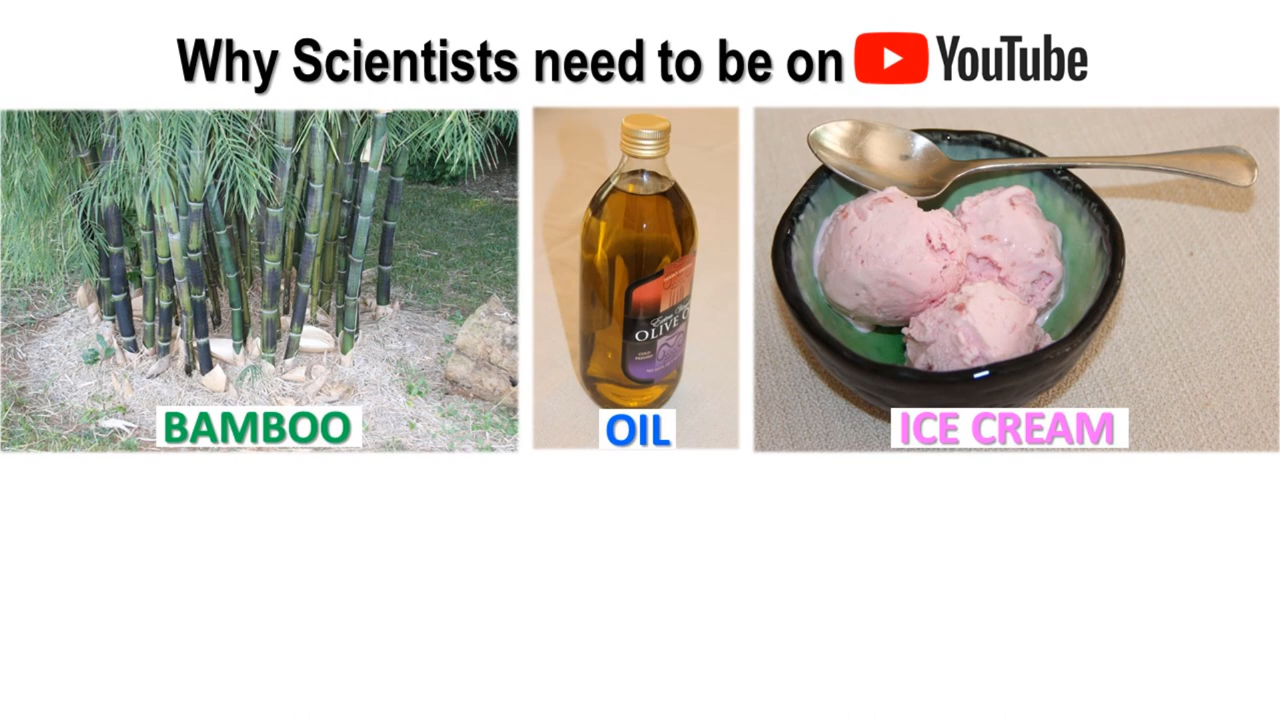 Why Scientists need to be on YouTube
BAMBOO
OLIVE O
OIL
ICE CREAM